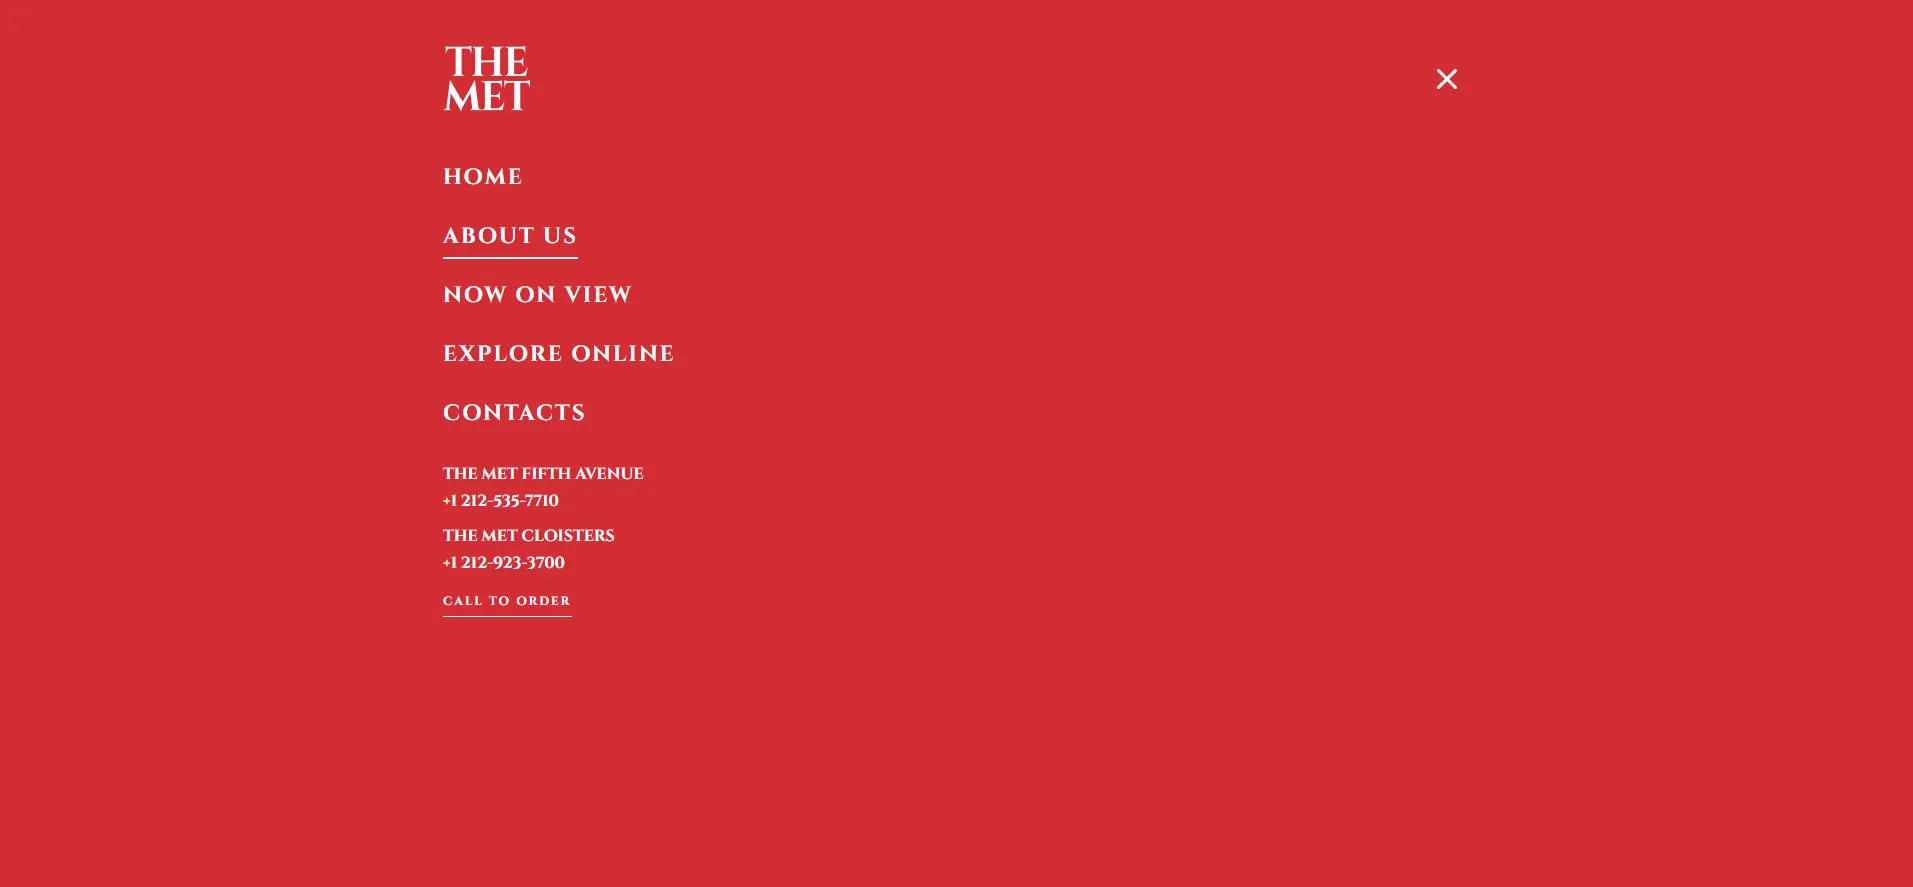 THE
MET
HOME
ABOUT US
NOW ON VIEW
EXPLORE ONLINE
CONTACTS
THE MET FIFTH AVENUE
+1 212-535-7710
THE MET CLOISTERS
+1 212-923-3700
CALL TO ORDER